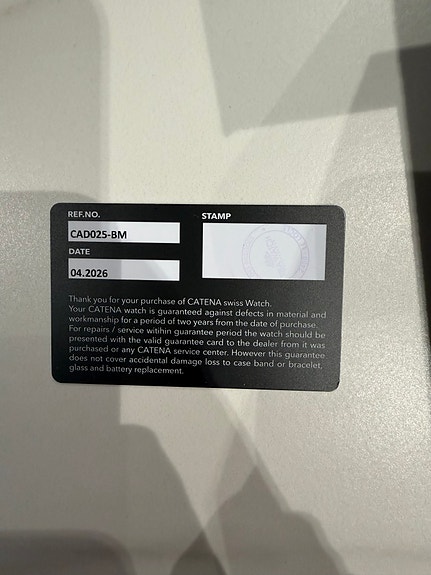 REF.NO.
STAMP
CAD025-BM
DATE
04.2026
Thank you for your purchase of CATENA swiss Watch.
Your CATENA watch is guaranteed against defects in material and
workmanship for a period of two years from the date of purchase.
For repairs / service within guarantee period the watch should be
presented with the valid guarantee card to the dealer from it was
purchased or any CATENA service center. However this guarantee
does not cover accidental damage loss to case band or bracelet,
glass and battery replacement.